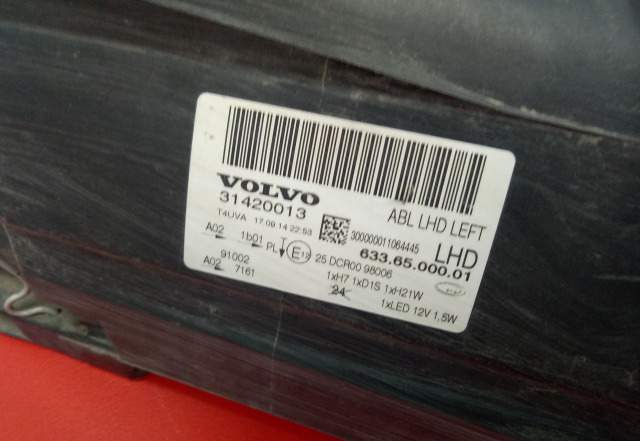 VOLVO
31420013
ABL LHD LEFT
T4UVA 17.09.14 22:53
300000011064445
LHD
633.65.000.01
A02 1b01 PL E13 25 DCR00 98006
91002
A02 7161
1xH7 1xD1S 1xH21W
24
1xLED 12V 1,5W